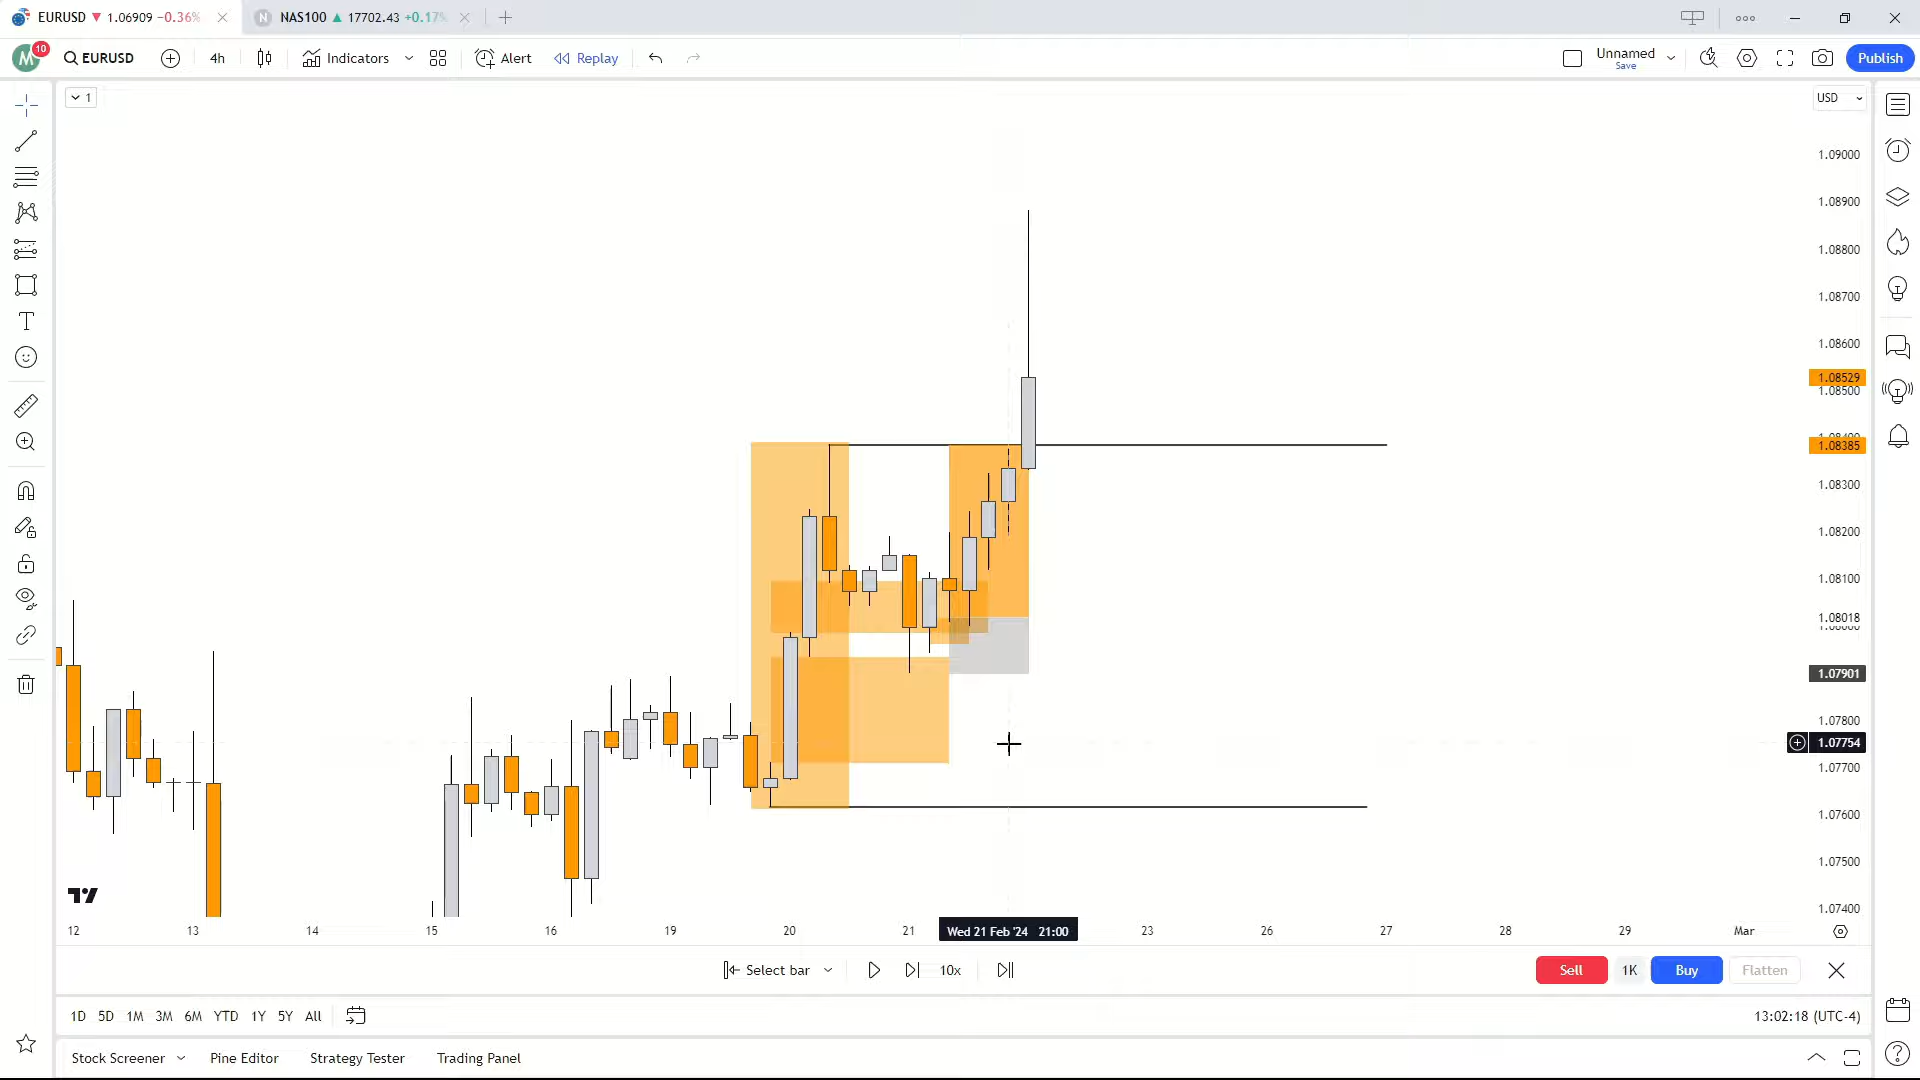 EURUSD ▼ 1.06909 −0.36%
NAS100 ▲ 17702.43 +0.17%
M 10 EURUSD 4h Indicators Alert Replay Unnamed Save Publish
1
USD
1.09000
1.08900
1.08800
1.08700
1.08600
1.08529
1.08500
1.08385
1.08300
1.08200
1.08100
1.08018
1.07901
1.07800
1.07754
1.07700
1.07600
1.07500
1.07400
12 13 14 15 16 19 20 21 Wed 21 Feb '24 21:00 23 26 27 28 29 Mar
Select bar 10x Sell 1K Buy Flatten
1D 5D 1M 3M 6M YTD 1Y 5Y All 13:02:18 (UTC-4)
Stock Screener Pine Editor Strategy Tester Trading Panel